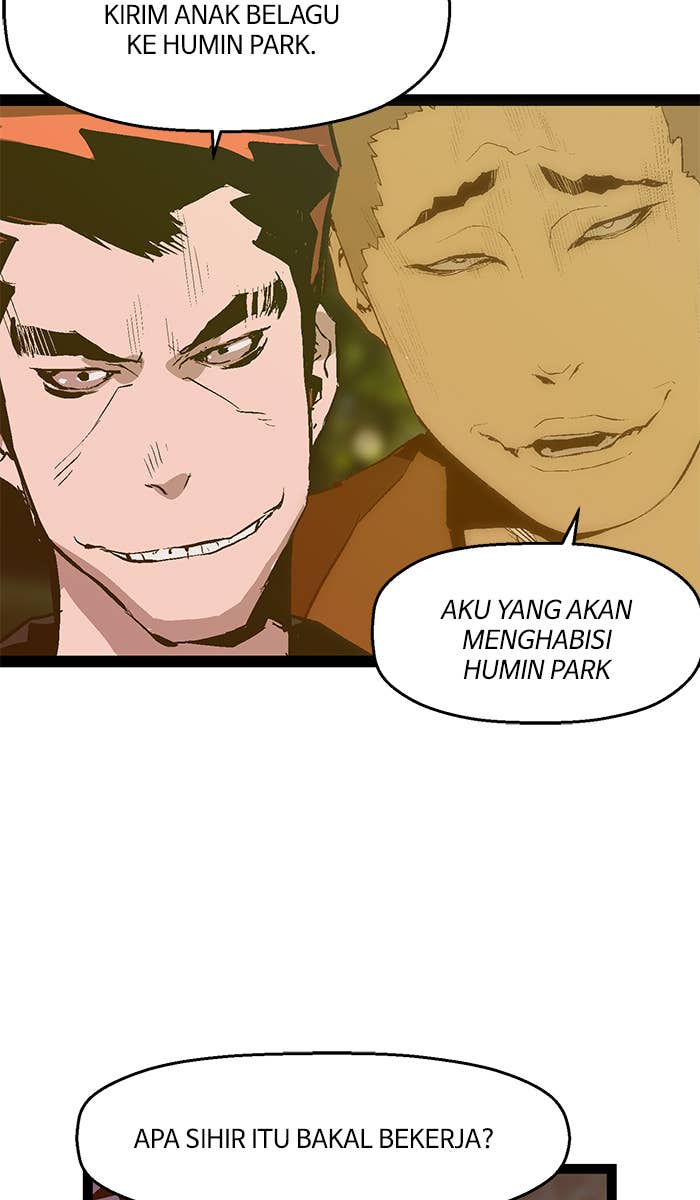 KIRIM ANAK BELAGU
KE HUMIN PARK.
AKU YANG AKAN
MENGHABISI
HUMIN PARK
APA SIHIR ITU BAKAL BEKERJA?